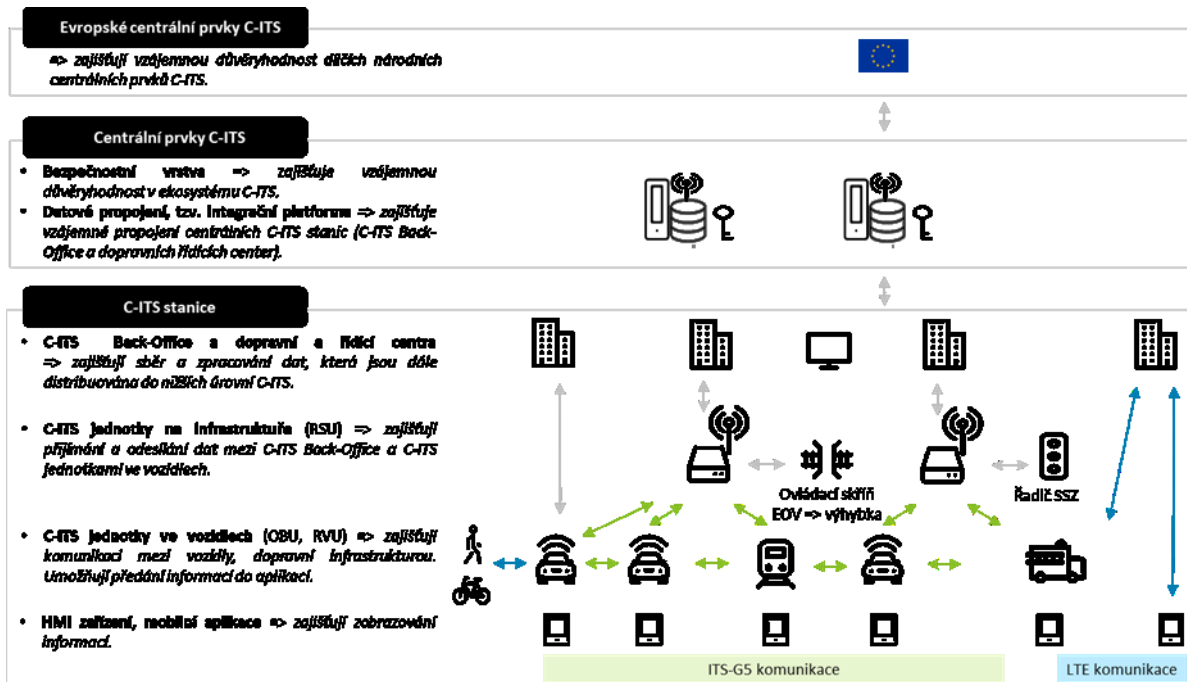 Evropské centrální prvky C-ITS
=> zajišťují vzájemnou důvěryhodnost dílčích národních
centrálních prvků C-ITS.
Centrální prvky C-ITS
• Bezpečnostní vrstva => zajišťuje vzájemnou
důvěryhodnost v ekosystému C-ITS.
• Datové propojení, tzv. integrační platforma => zajišťuje
vzájemné propojení centrálních C-ITS stanic (C-ITS Back-
Office a dopravních řídících center).
C-ITS stanice
• C-ITS Back-Office a dopravní a řídící centra
=> zajišťují sběr a zpracování dat, která jsou dále
distribuována do nižších úrovní C-ITS.
• C-ITS jednotky na infrastruktuře (RSU) => zajišťují
přijímání a odesílání dat mezi C-ITS Back-Office a C-ITS
jednotkami ve vozidlech.
Ovládací skříň
EOV => výhybka
Řadič SSZ
• C-ITS jednotky ve vozidlech (OBU, RVU) => zajišťují
komunikaci mezi vozidly, dopravní infrastrukturou.
Umožňují předání informací do aplikací.
• HMI zařízení, mobilní aplikace => zajišťují zobrazování
informací.
ITS-G5 komunikace
LTE komunikace